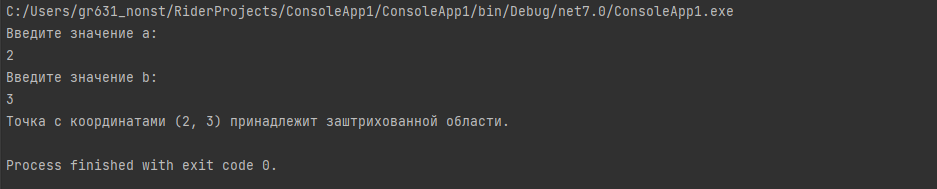 C:/Users/gr631_nonst/RiderProjects/ConsoleApp1/ConsoleApp1/bin/Debug/net7.0/ConsoleApp1.exe
Введите значение a:
2
Введите значение b:
3
Точка с координатами (2, 3) принадлежит заштрихованной области.
Process finished with exit code 0.